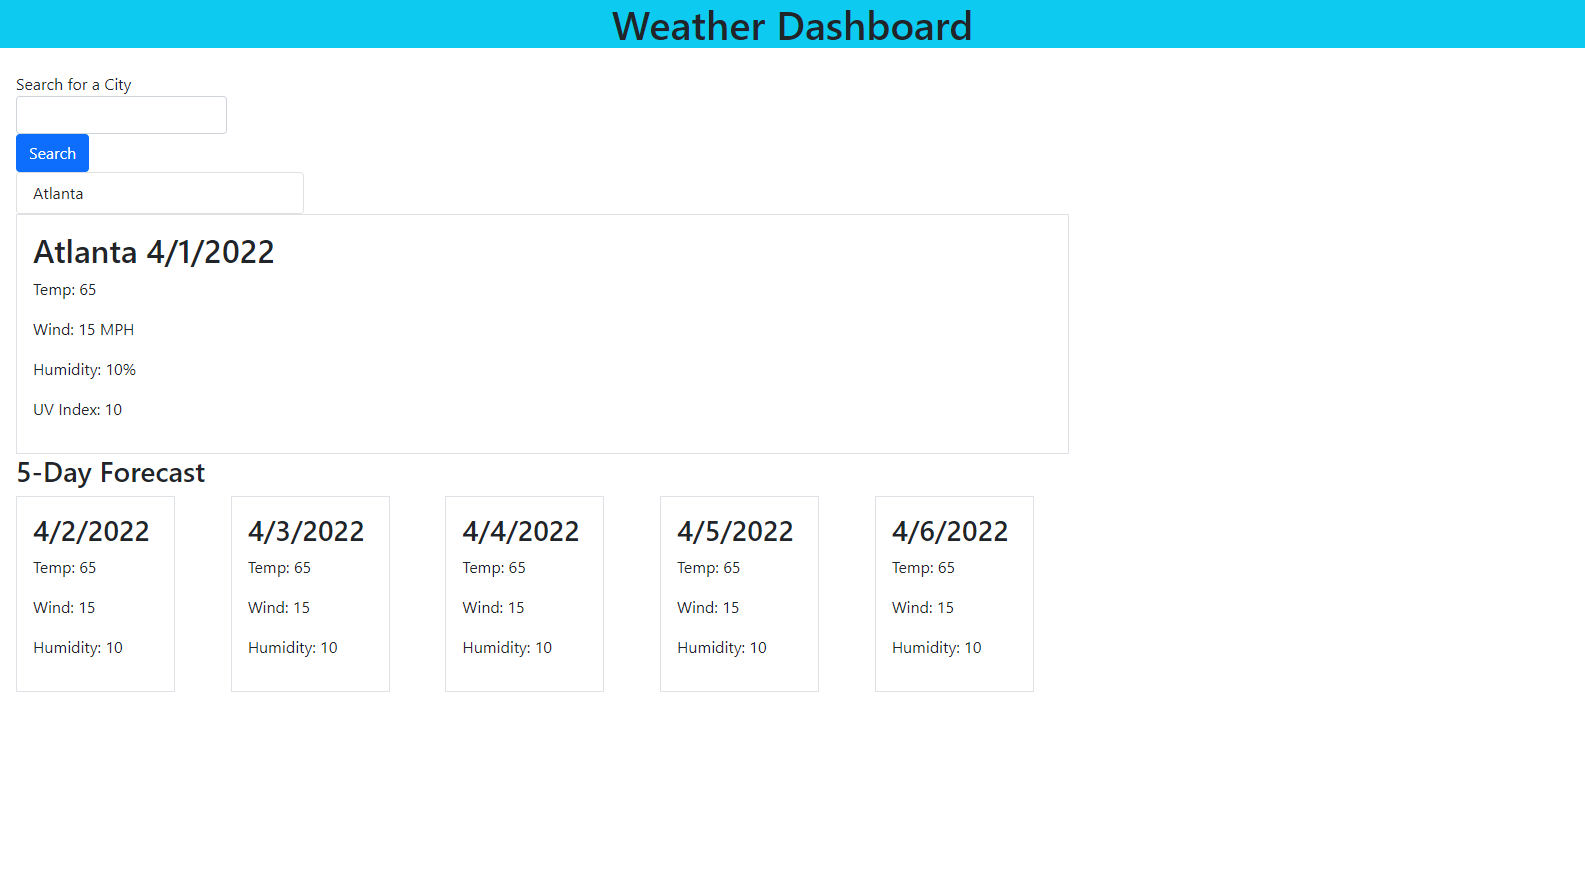 Weather Dashboard
Search for a City
Search
Atlanta
Atlanta 4/1/2022
Temp: 65
Wind: 15 MPH
Humidity: 10%
UV Index: 10
5-Day Forecast
4/2/2022
Temp: 65
Wind: 15
Humidity: 10
4/3/2022
Temp: 65
Wind: 15
Humidity: 10
4/4/2022
Temp: 65
Wind: 15
Humidity: 10
4/5/2022
Temp: 65
Wind: 15
Humidity: 10
4/6/2022
Temp: 65
Wind: 15
Humidity: 10